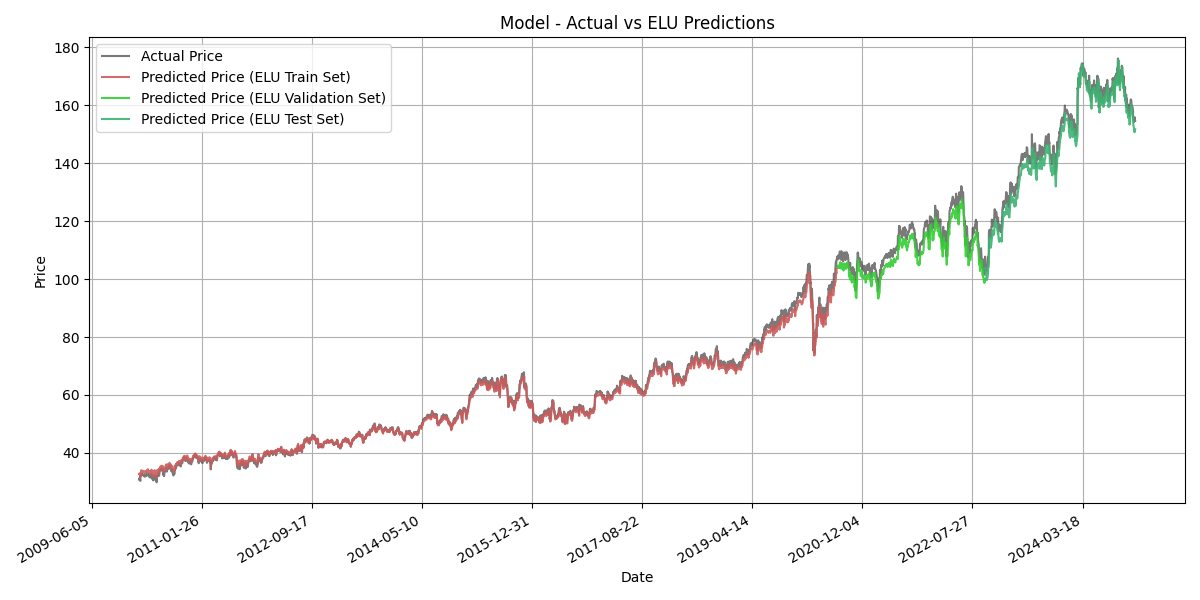 Model - Actual vs ELU Predictions
Actual Price
Predicted Price (ELU Train Set)
Predicted Price (ELU Validation Set)
Predicted Price (ELU Test Set)
Price
180
160
140
120
100
80
60
40
2009-06-05
2011-01-26
2012-09-17
2014-05-10
2015-12-31
2017-08-22
2019-04-14
2020-12-04
2022-07-27
2024-03-18
Date